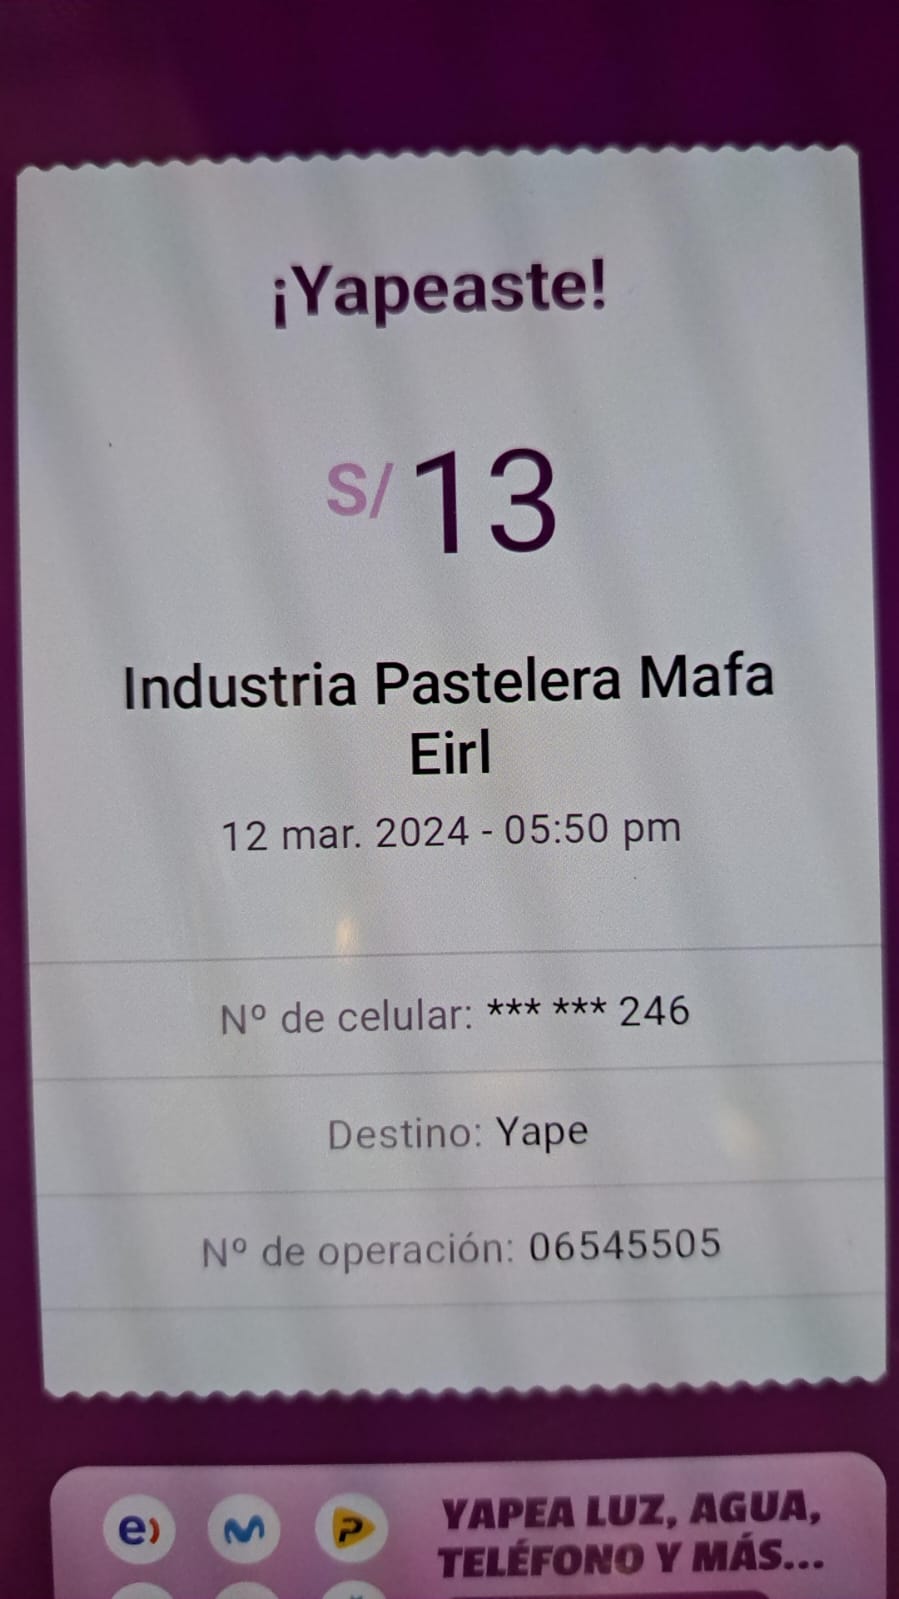 ¡Yapeaste!
S/ 13
Industria Pastelera Mafa
Eirl
12 mar. 2024 - 05:50 pm
Nº de celular: *** *** 246
Destino: Yape
Nº de operación: 06545505
e)
P
YAPEA LUZ, AGUA,
TELÉFONO Y MÁS...